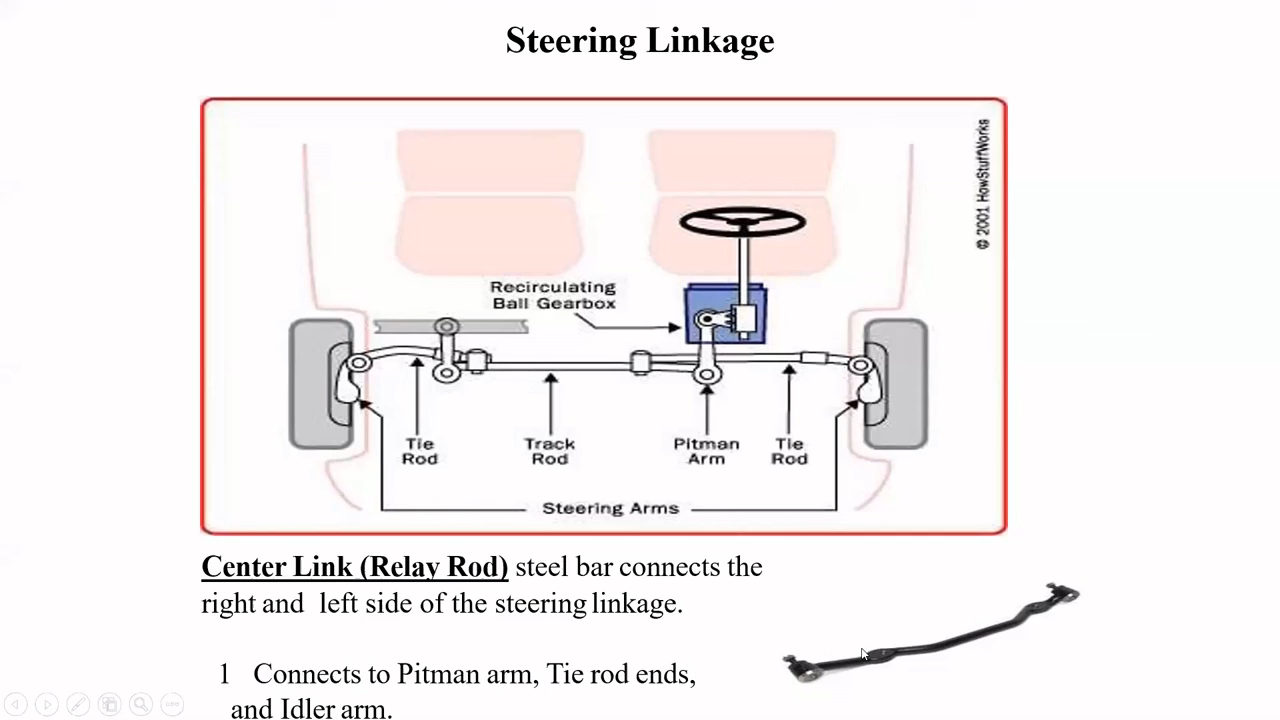 Steering Linkage
© 2001 HowStuffWorks
Recirculating
Ball Gearbox
Tie
Rod
Track
Rod
Pitman
Arm
Tie
Rod
Steering Arms
Center Link (Relay Rod) steel bar connects the
right and left side of the steering linkage.
1 Connects to Pitman arm, Tie rod ends,
and Idler arm.